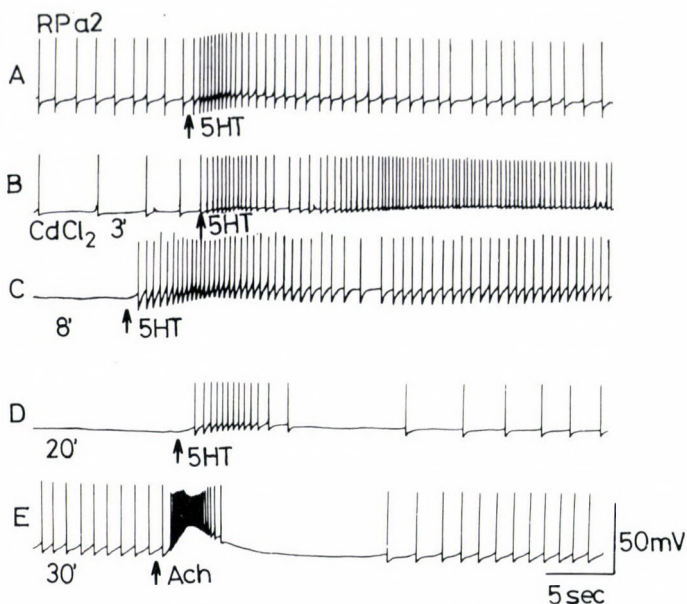 RPa2
A
↑ 5HT
B
CdCl₂ 3' ↑ 5HT
C
8' ↑ 5HT
D
20' ↑ 5HT
E
50mV
30' ↑ Ach
5 sec